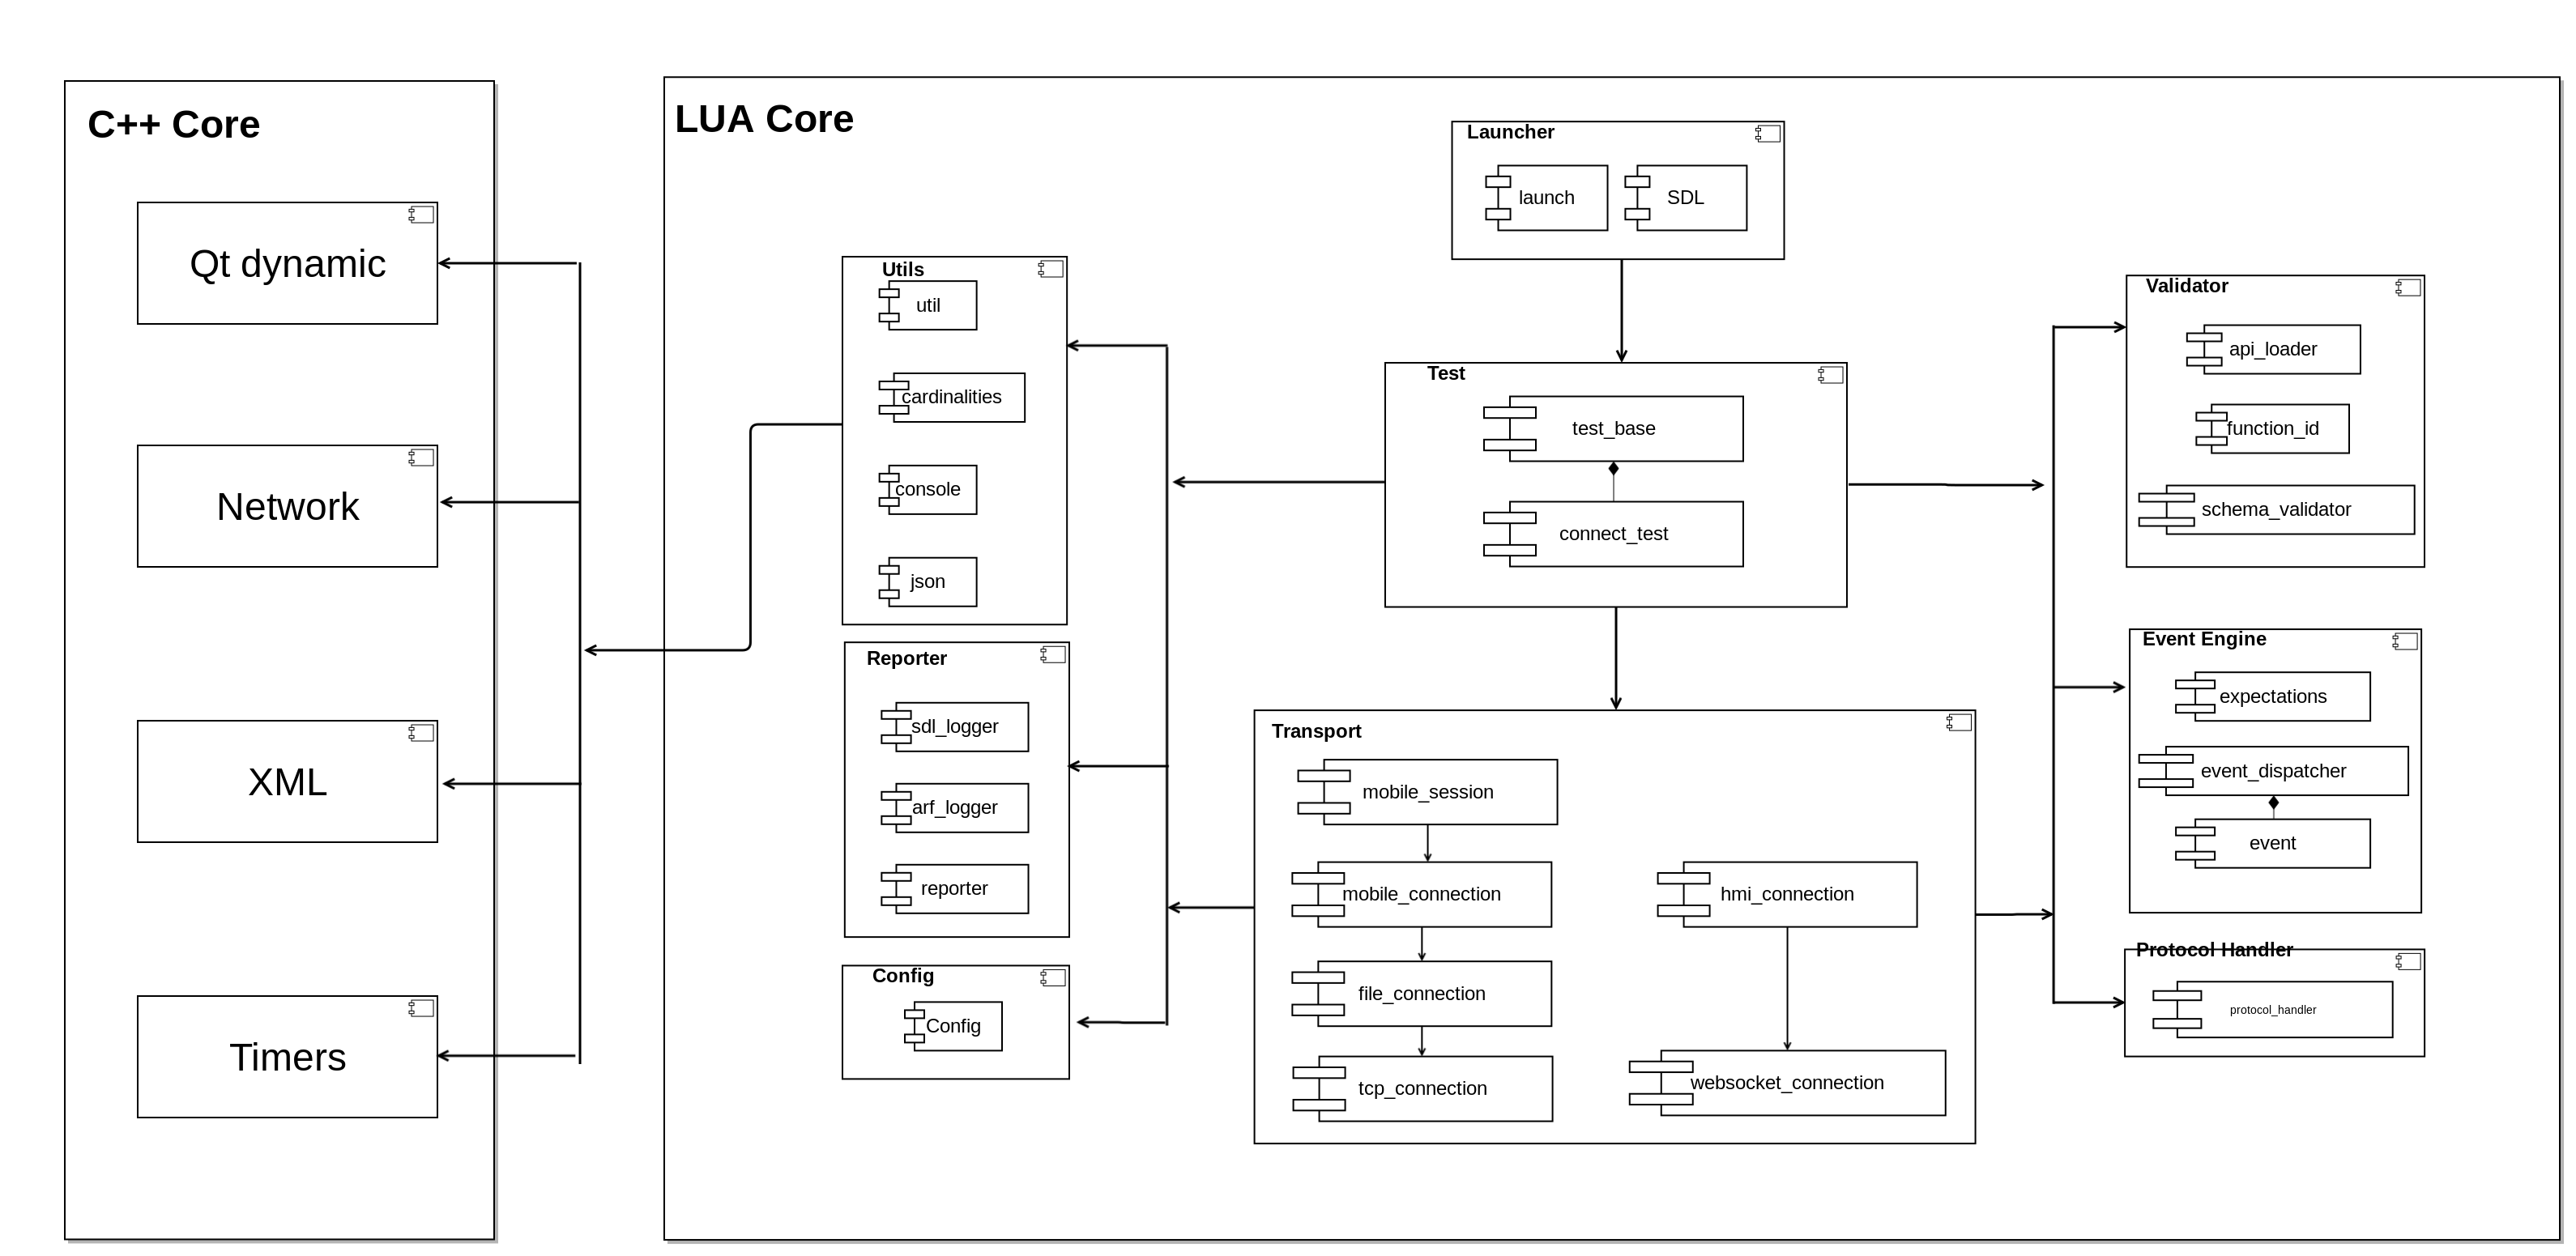 C++ Core
Qt dynamic
Network
XML
Timers
LUA Core
Launcher
launch
SDL
Utils
util
cardinalities
console
json
Reporter
sdl_logger
arf_logger
reporter
Config
Config
Test
test_base
connect_test
Transport
mobile_session
mobile_connection
file_connection
tcp_connection
hmi_connection
websocket_connection
Validator
api_loader
function_id
schema_validator
Event Engine
expectations
event_dispatcher
event
Protocol Handler
protocol_handler